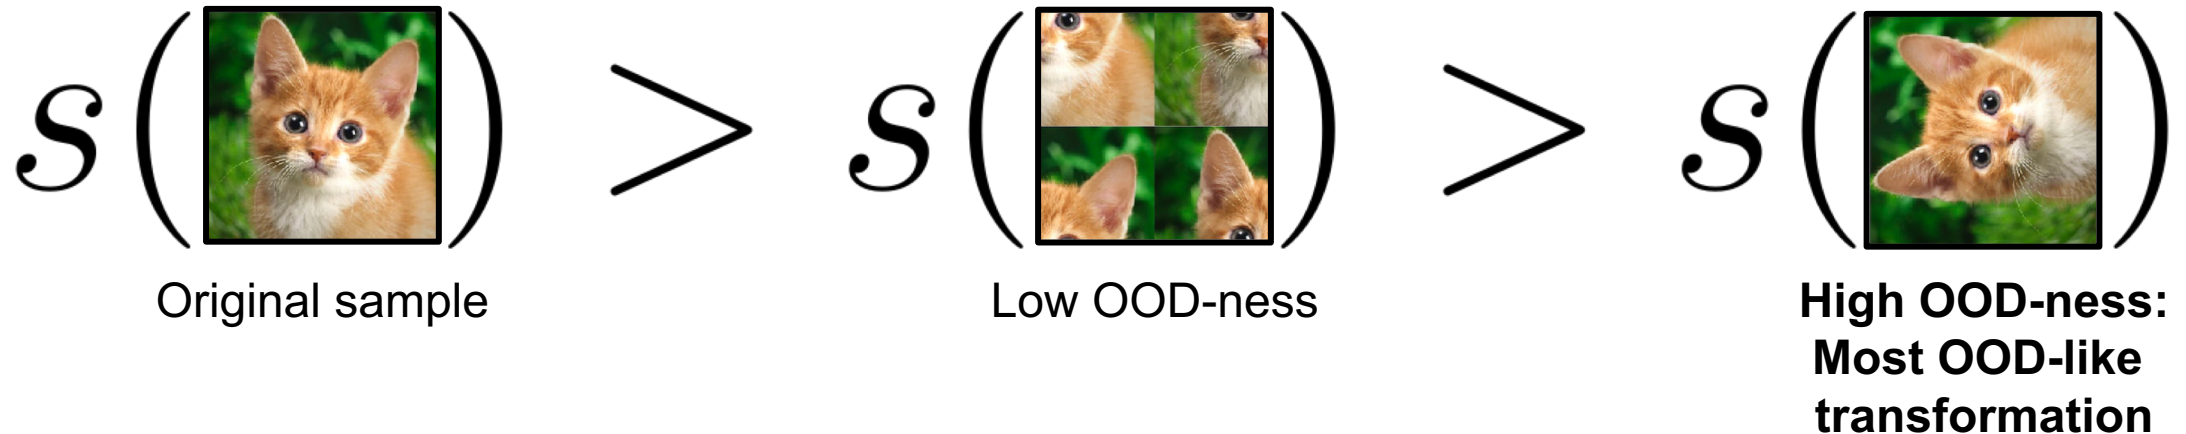 s( ) > s( ) > s( )
Original sample
Low OOD-ness
High OOD-ness:
Most OOD-like
transformation